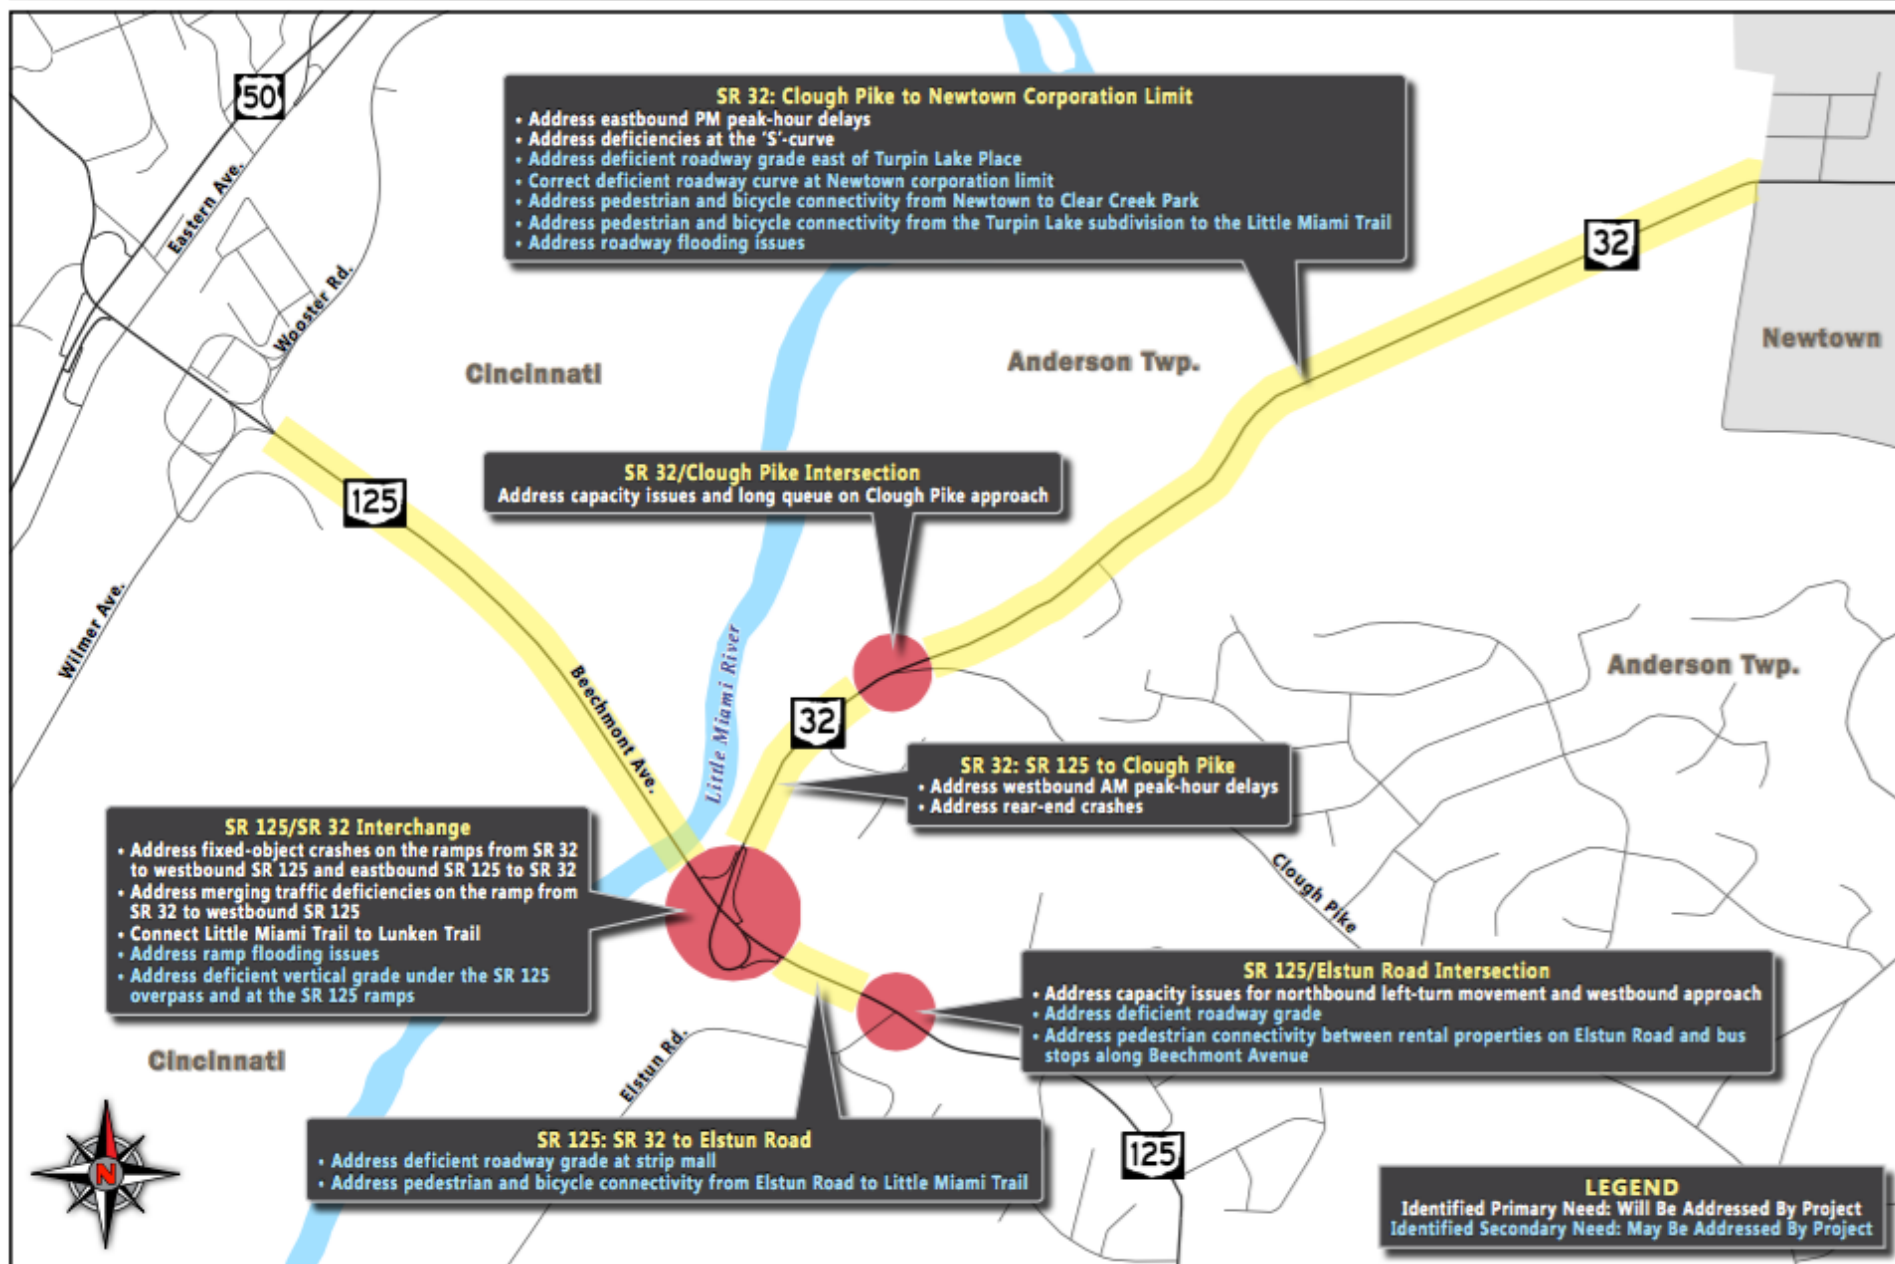 50
Eastern Ave.
Wooster Rd.
SR 32: Clough Pike to Newtown Corporation Limit
• Address eastbound PM peak-hour delays
• Address deficiencies at the 'S'-curve
• Address deficient roadway grade east of Turpin Lake Place
• Correct deficient roadway curve at Newtown corporation limit
• Address pedestrian and bicycle connectivity from Newtown to Clear Creek Park
• Address pedestrian and bicycle connectivity from the Turpin Lake subdivision to the Little Miami Trail
• Address roadway flooding issues
32
Newtown
Cincinnati
Anderson Twp.
125
SR 32/Clough Pike Intersection
Address capacity issues and long queue on Clough Pike approach
Wilmer Ave.
Beechmont Ave.
Little Miami River
32
Anderson Twp.
SR 32: SR 125 to Clough Pike
• Address westbound AM peak-hour delays
• Address rear-end crashes
Clough Pike
SR 125/SR 32 Interchange
• Address fixed-object crashes on the ramps from SR 32
to westbound SR 125 and eastbound SR 125 to SR 32
• Address merging traffic deficiencies on the ramp from
SR 32 to westbound SR 125
• Connect Little Miami Trail to Lunken Trail
• Address ramp flooding issues
• Address deficient vertical grade under the SR 125
overpass and at the SR 125 ramps
SR 125/Elstun Road Intersection
• Address capacity issues for northbound left-turn movement and westbound approach
• Address deficient roadway grade
• Address pedestrian connectivity between rental properties on Elstun Road and bus
stops along Beechmont Avenue
Cincinnati
Elstun Rd.
N
SR 125: SR 32 to Elstun Road
• Address deficient roadway grade at strip mall
• Address pedestrian and bicycle connectivity from Elstun Road to Little Miami Trail
125
LEGEND
Identified Primary Need: Will Be Addressed By Project
Identified Secondary Need: May Be Addressed By Project